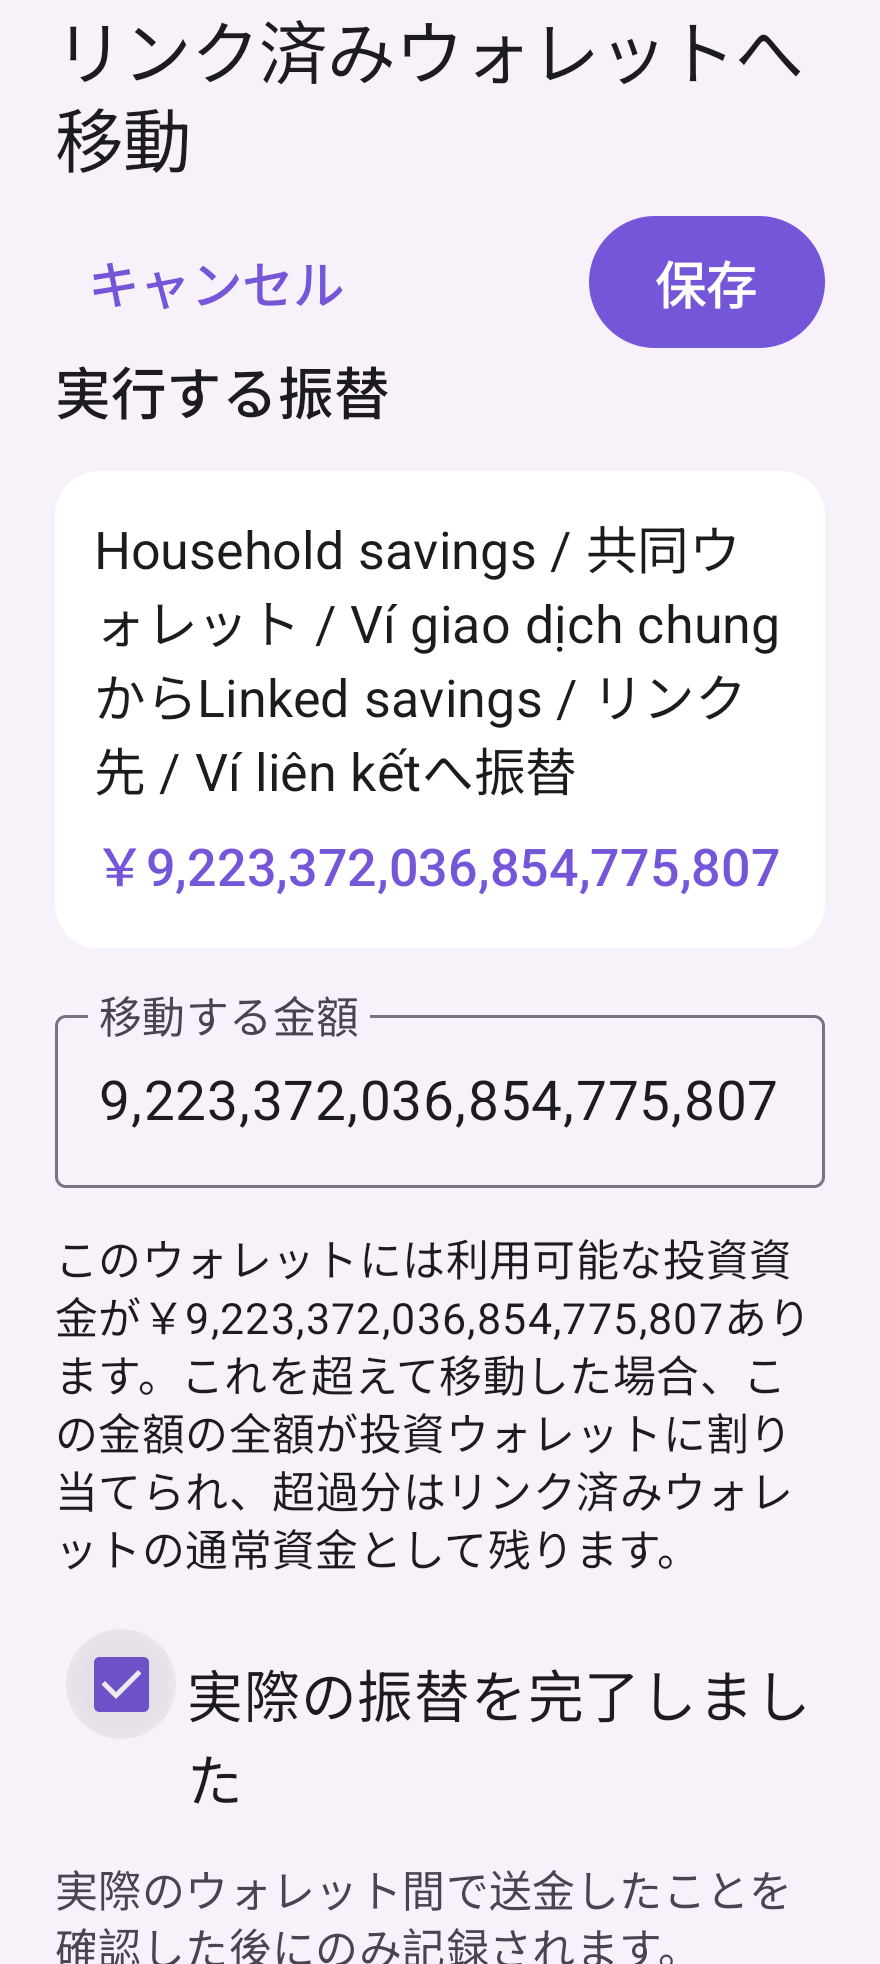 リンク済みウォレットへ
移動
キャンセル
保存
実行する振替
Household savings / 共同ウ
ォレット / Ví giao dịch chung
からLinked savings / リンク
先 / Ví liên kếtへ振替
￥9,223,372,036,854,775,807
移動する金額
9,223,372,036,854,775,807
このウォレットには利用可能な投資資
金が￥9,223,372,036,854,775,807あり
ます。これを超えて移動した場合、こ
の金額の全額が投資ウォレットに割り
当てられ、超過分はリンク済みウォレ
ットの通常資金として残ります。
実際の振替を完了しまし
た
実際のウォレット間で送金したことを
確認した後にのみ記録されます。